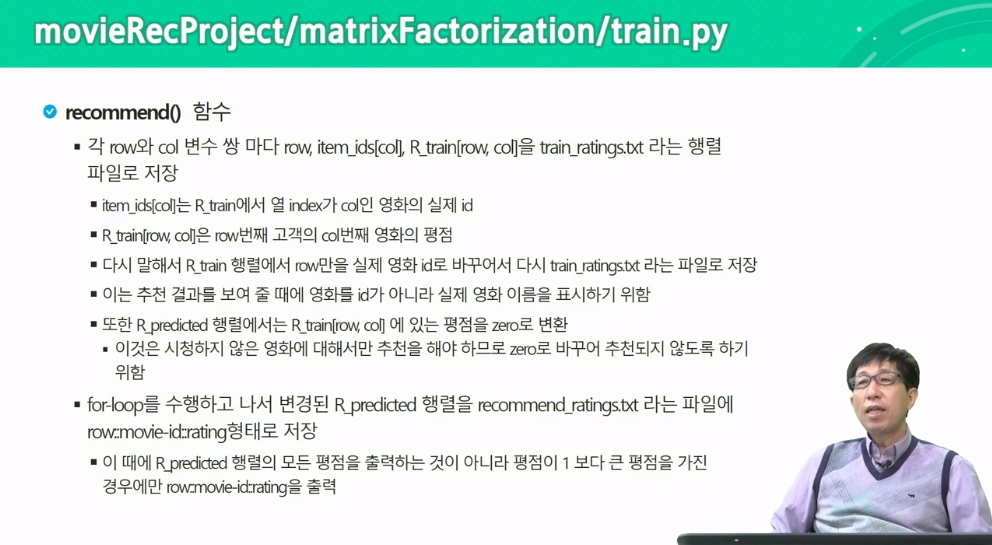 movieRecProject/matrixFactorization/train.py
recommend() 함수
각 row와 col 변수 쌍 마다 row, item_ids[col], R_train[row, col]을 train_ratings.txt 라는 행렬
파일로 저장
item_ids[col]는 R_train에서 열 index가 col인 영화의 실제 id
R_train[row, col]은 row번째 고객의 col번째 영화의 평점
다시 말해서 R_train 행렬에서 row만을 실제 영화 id로 바꾸어서 다시 train_ratings.txt 라는 파일로 저장
이는 추천 결과를 보여 줄 때에 영화를 id가 아니라 실제 영화 이름을 표시하기 위함
또한 R_predicted 행렬에서는 R_train[row, col] 에 있는 평점을 zero로 변환
이것은 시청하지 않은 영화에 대해서만 추천을 해야 하므로 zero로 바꾸어 추천되지 않도록 하기
위함
for-loop를 수행하고 나서 변경된 R_predicted 행렬을 recommend_ratings.txt 라는 파일에
row::movie-id::rating형태로 저장
이 때에 R_predicted 행렬의 모든 평점을 출력하는 것이 아니라 평점이 1 보다 큰 평점을 가진
경우에만 row::movie-id::rating을 출력